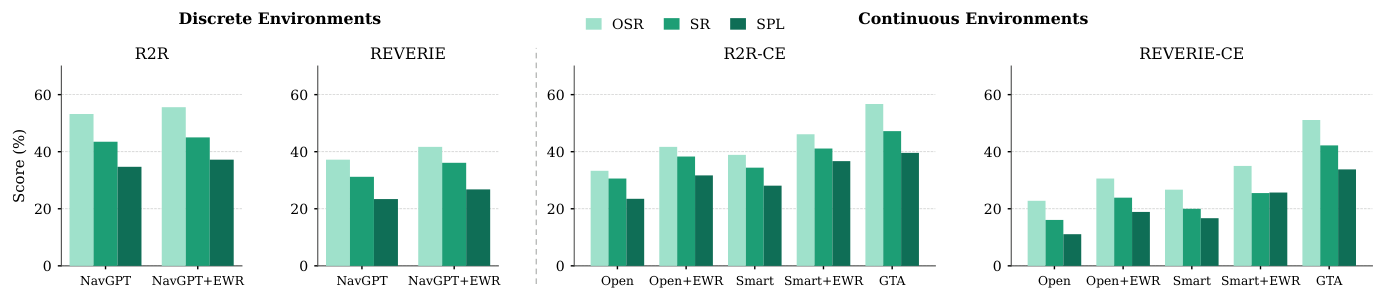 Discrete Environments
OSR SR SPL
Continuous Environments
R2R
Score (%)
60
40
20
0
NavGPT NavGPT+EWR
REVERIE
60
40
20
0
NavGPT NavGPT+EWR
R2R-CE
60
40
20
0
Open Open+EWR Smart Smart+EWR GTA
REVERIE-CE
60
40
20
0
Open Open+EWR Smart Smart+EWR GTA